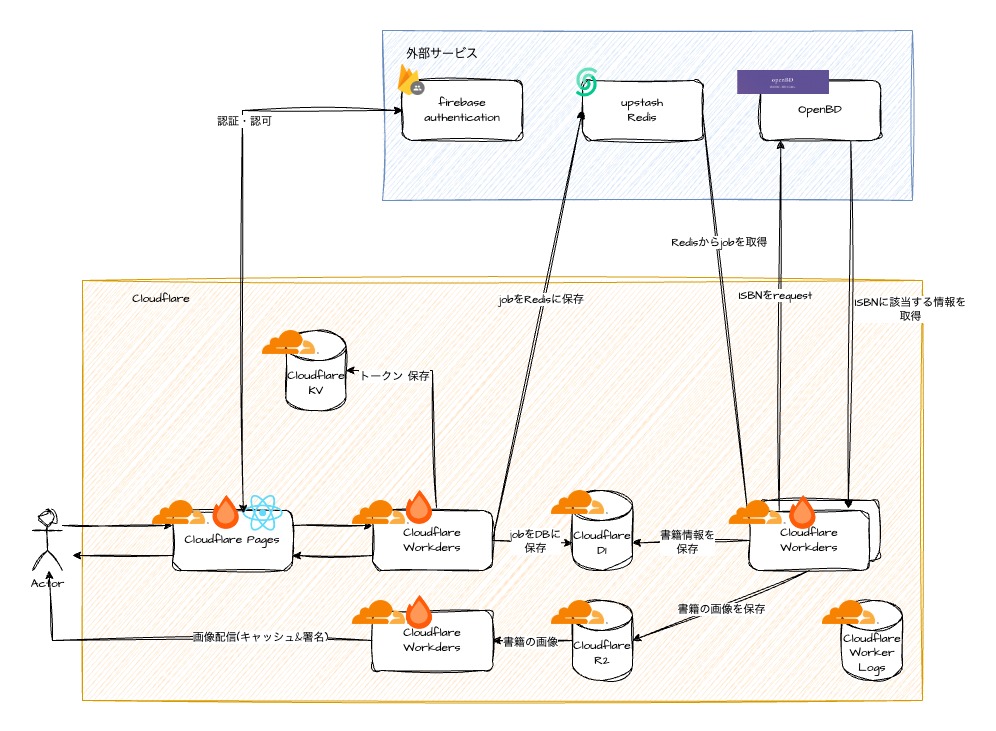 外部サービス
openBD
firebase
authentication
upstash
Redis
OpenBD
認証・認可
Redisからjobを取得
Cloudflare
jobをRedisに保存
ISBNをrequest
ISBNに該当する情報を
取得
Cloudflare
KV
トークン 保存
Cloudflare Pages
Cloudflare
Workders
jobをDBに
保存
Cloudflare
D1
書籍情報を
保存
Cloudflare
Workders
Actor
画像配信(キャッシュ&署名)
Cloudflare
Workders
書籍の画像
Cloudflare
R2
書籍の画像を保存
Cloudflare
Worker
Logs